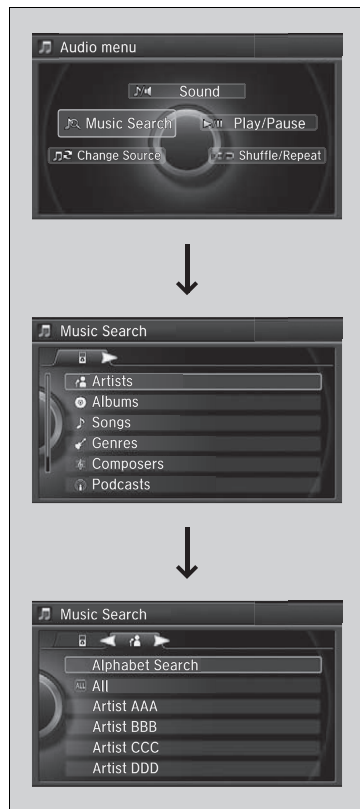 Audio menu
Sound
Music Search
Play/Pause
Change Source
Shuffle/Repeat
Music Search
Artists
Albums
Songs
Genres
Composers
Podcasts
Music Search
Alphabet Search
ALL All
Artist AAA
Artist BBB
Artist CCC
Artist DDD